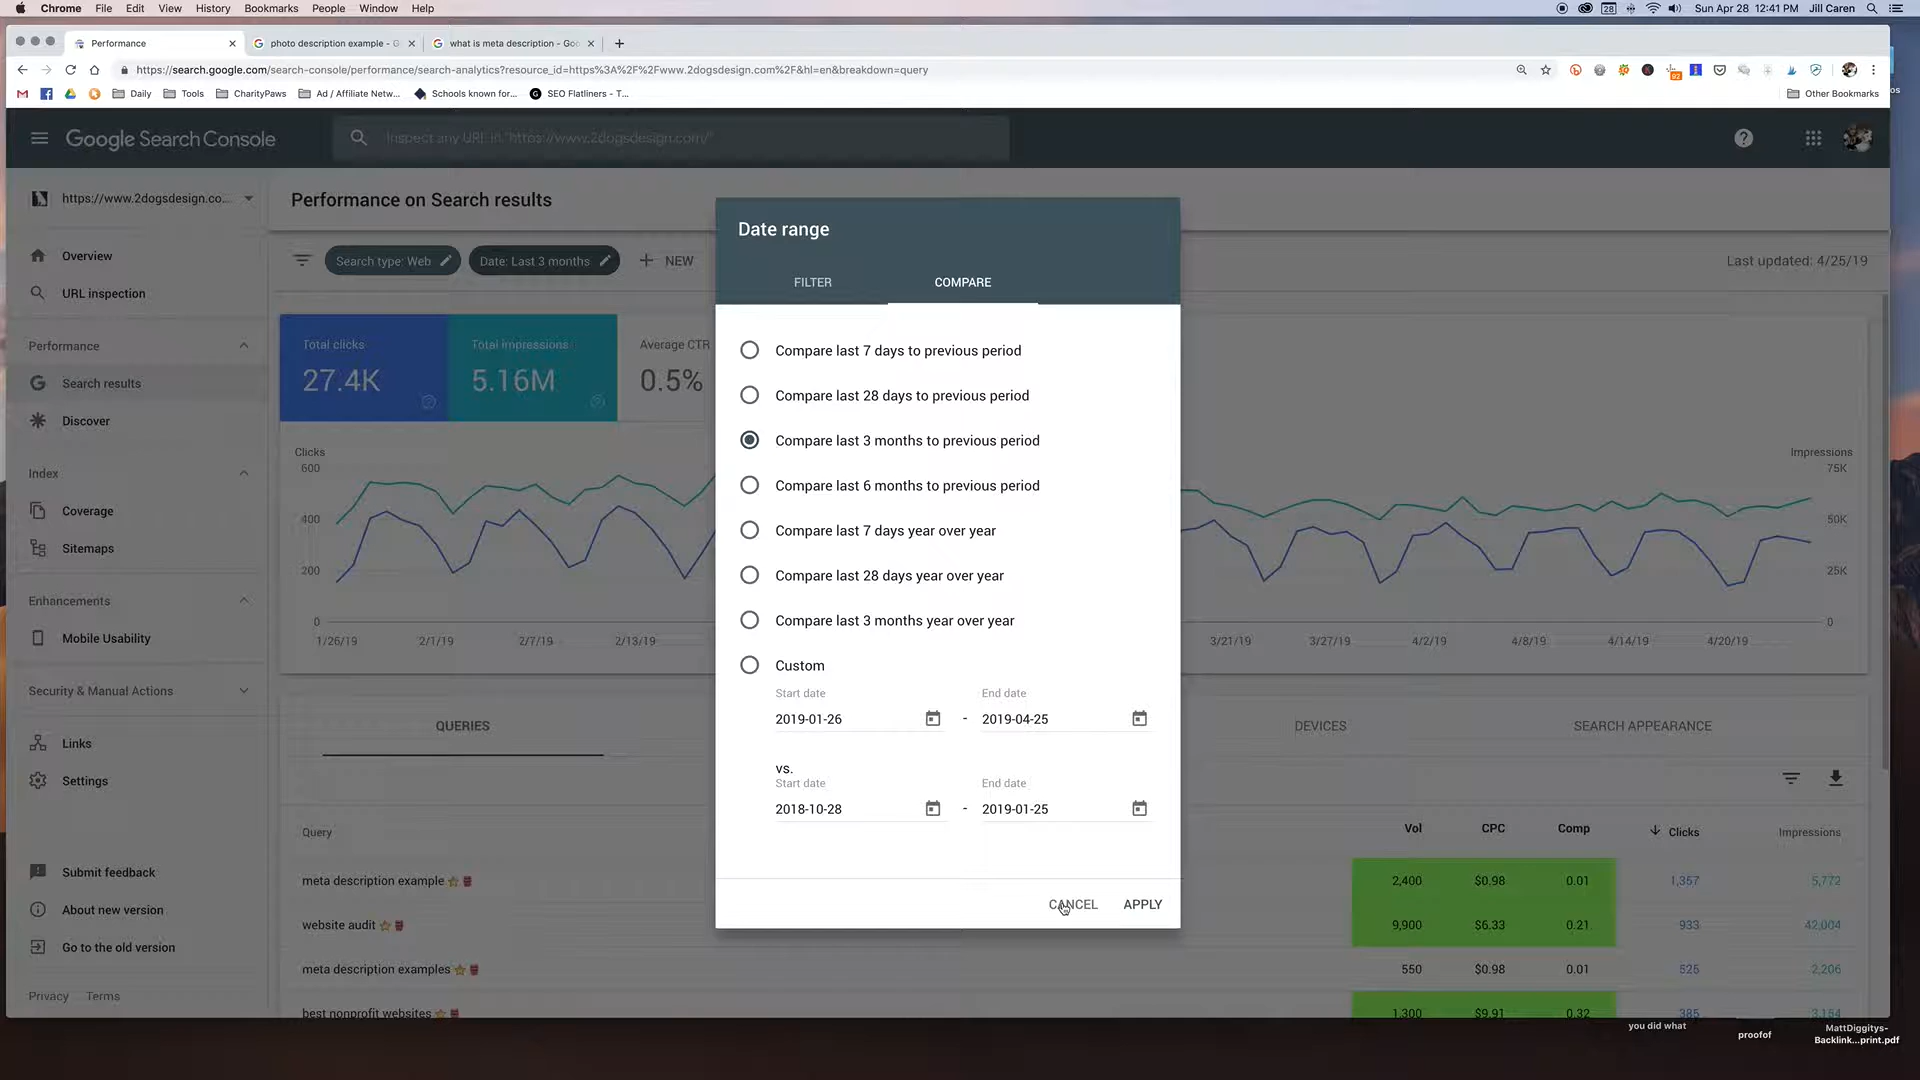 Chrome File Edit View History Bookmarks People Window Help
28 Sun Apr 28 12:41 PM Jill Caren
Performance
photo description example - G
what is meta description - Goo
https://search.google.com/search-console/performance/search-analytics?resource_id=https%3A%2F%2Fwww.2dogsdesign.com%2F&hl=en&breakdown=query
92
Daily Tools CharityPaws Ad / Affiliate Netw... Schools known for... SEO Flatliners - T... Other Bookmarks
Google Search Console
Inspect any URL in "https://www.2dogsdesign.com/"
https://www.2dogsdesign.co...
Performance on Search results
Overview
URL inspection
Performance
Search results
Discover
Index
Coverage
Sitemaps
Enhancements
Mobile Usability
Security & Manual Actions
Links
Settings
Submit feedback
About new version
Go to the old version
Privacy Terms
Search type: Web
Date: Last 3 months
NEW
Last updated: 4/25/19
Total clicks
27.4K
Total impressions
5.16M
Average CTR
0.5%
Clicks
600
400
200
0
Impressions
75K
50K
25K
0
1/26/19 2/1/19 2/7/19 2/13/19 3/21/19 3/27/19 4/2/19 4/8/19 4/14/19 4/20/19
Date range
FILTER COMPARE
Compare last 7 days to previous period
Compare last 28 days to previous period
Compare last 3 months to previous period
Compare last 6 months to previous period
Compare last 7 days year over year
Compare last 28 days year over year
Compare last 3 months year over year
Custom
Start date End date
2019-01-26 - 2019-04-25
vs.
Start date End date
2018-10-28 - 2019-01-25
CANCEL APPLY
QUERIES DEVICES SEARCH APPEARANCE
Query Vol CPC Comp Clicks Impressions
meta description example 2,400 $0.98 0.01 1,357 5,772
website audit 9,900 $6.33 0.21 933 42,004
meta description examples 550 $0.98 0.01 525 2,206
best nonprofit websites 1,300 $9.91 0.32 385 3,154
you did what
proofof
MattDiggitys-
Backlink...print.pdf